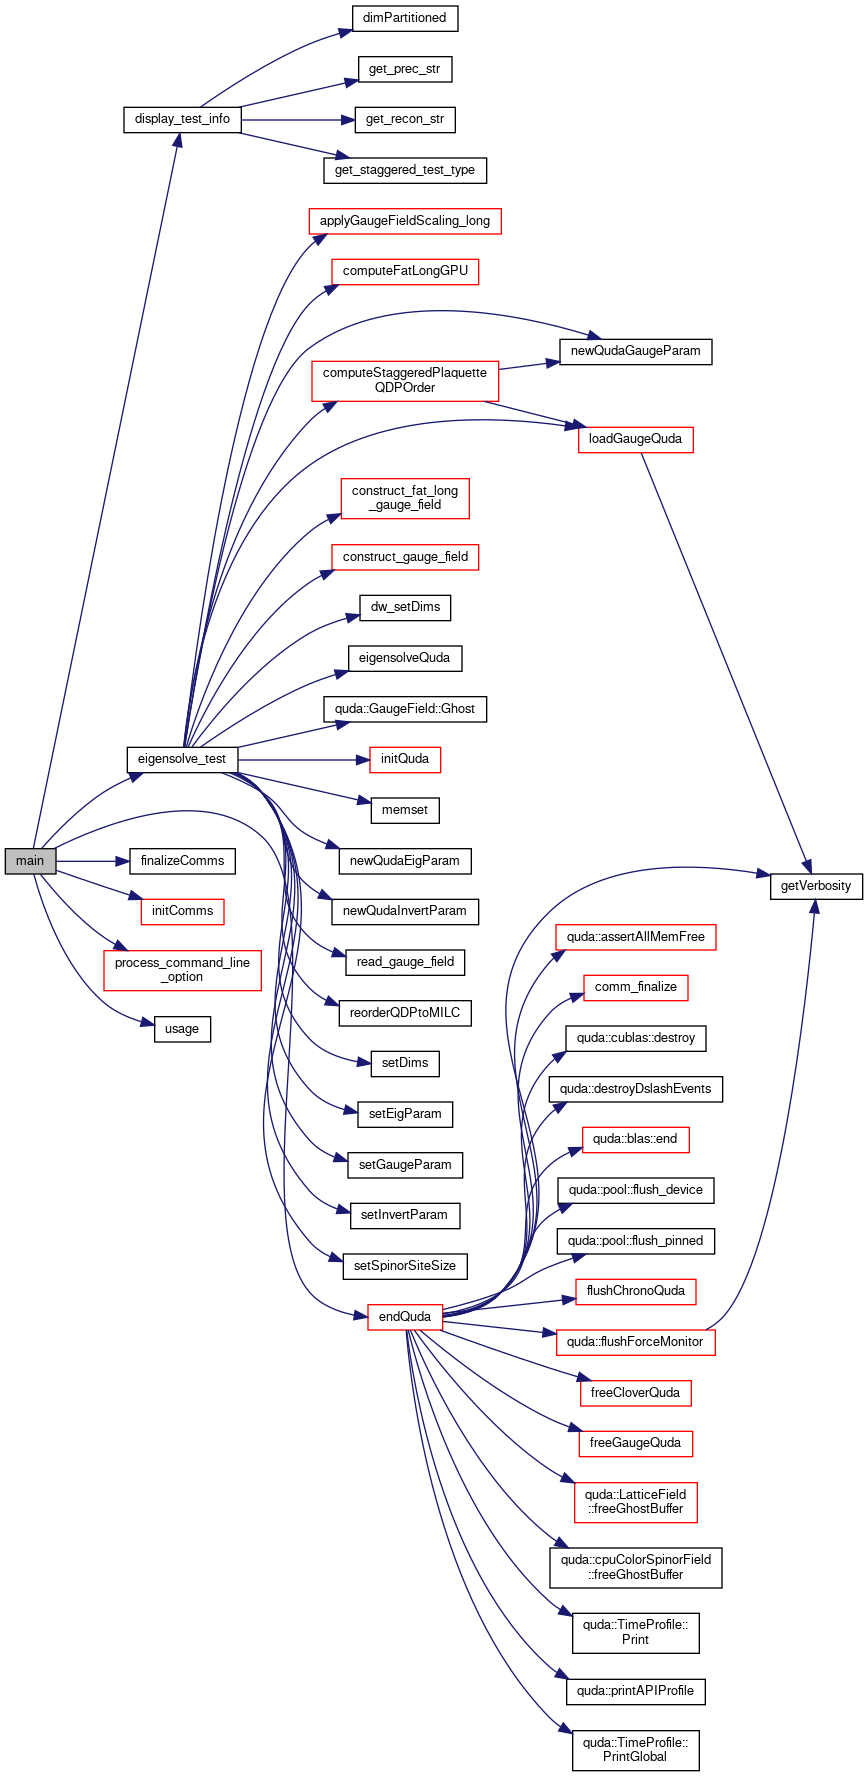 dimPartitioned
get_prec_str
display_test_info
get_recon_str
get_staggered_test_type
applyGaugeFieldScaling_long
computeFatLongGPU
newQudaGaugeParam
computeStaggeredPlaquette
QDPOrder
loadGaugeQuda
construct_fat_long
_gauge_field
construct_gauge_field
dw_setDims
eigensolveQuda
quda::GaugeField::Ghost
eigensolve_test
initQuda
memset
main
finalizeComms
newQudaEigParam
getVerbosity
initComms
newQudaInvertParam
process_command_line
_option
read_gauge_field
quda::assertAllMemFree
comm_finalize
usage
reorderQDPtoMILC
quda::cublas::destroy
setDims
quda::destroyDslashEvents
setEigParam
quda::blas::end
setGaugeParam
quda::pool::flush_device
setInvertParam
quda::pool::flush_pinned
setSpinorSiteSize
flushChronoQuda
endQuda
quda::flushForceMonitor
freeCloverQuda
freeGaugeQuda
quda::LatticeField
::freeGhostBuffer
quda::cpuColorSpinorField
::freeGhostBuffer
quda::TimeProfile::
Print
quda::printAPIProfile
quda::TimeProfile::
PrintGlobal